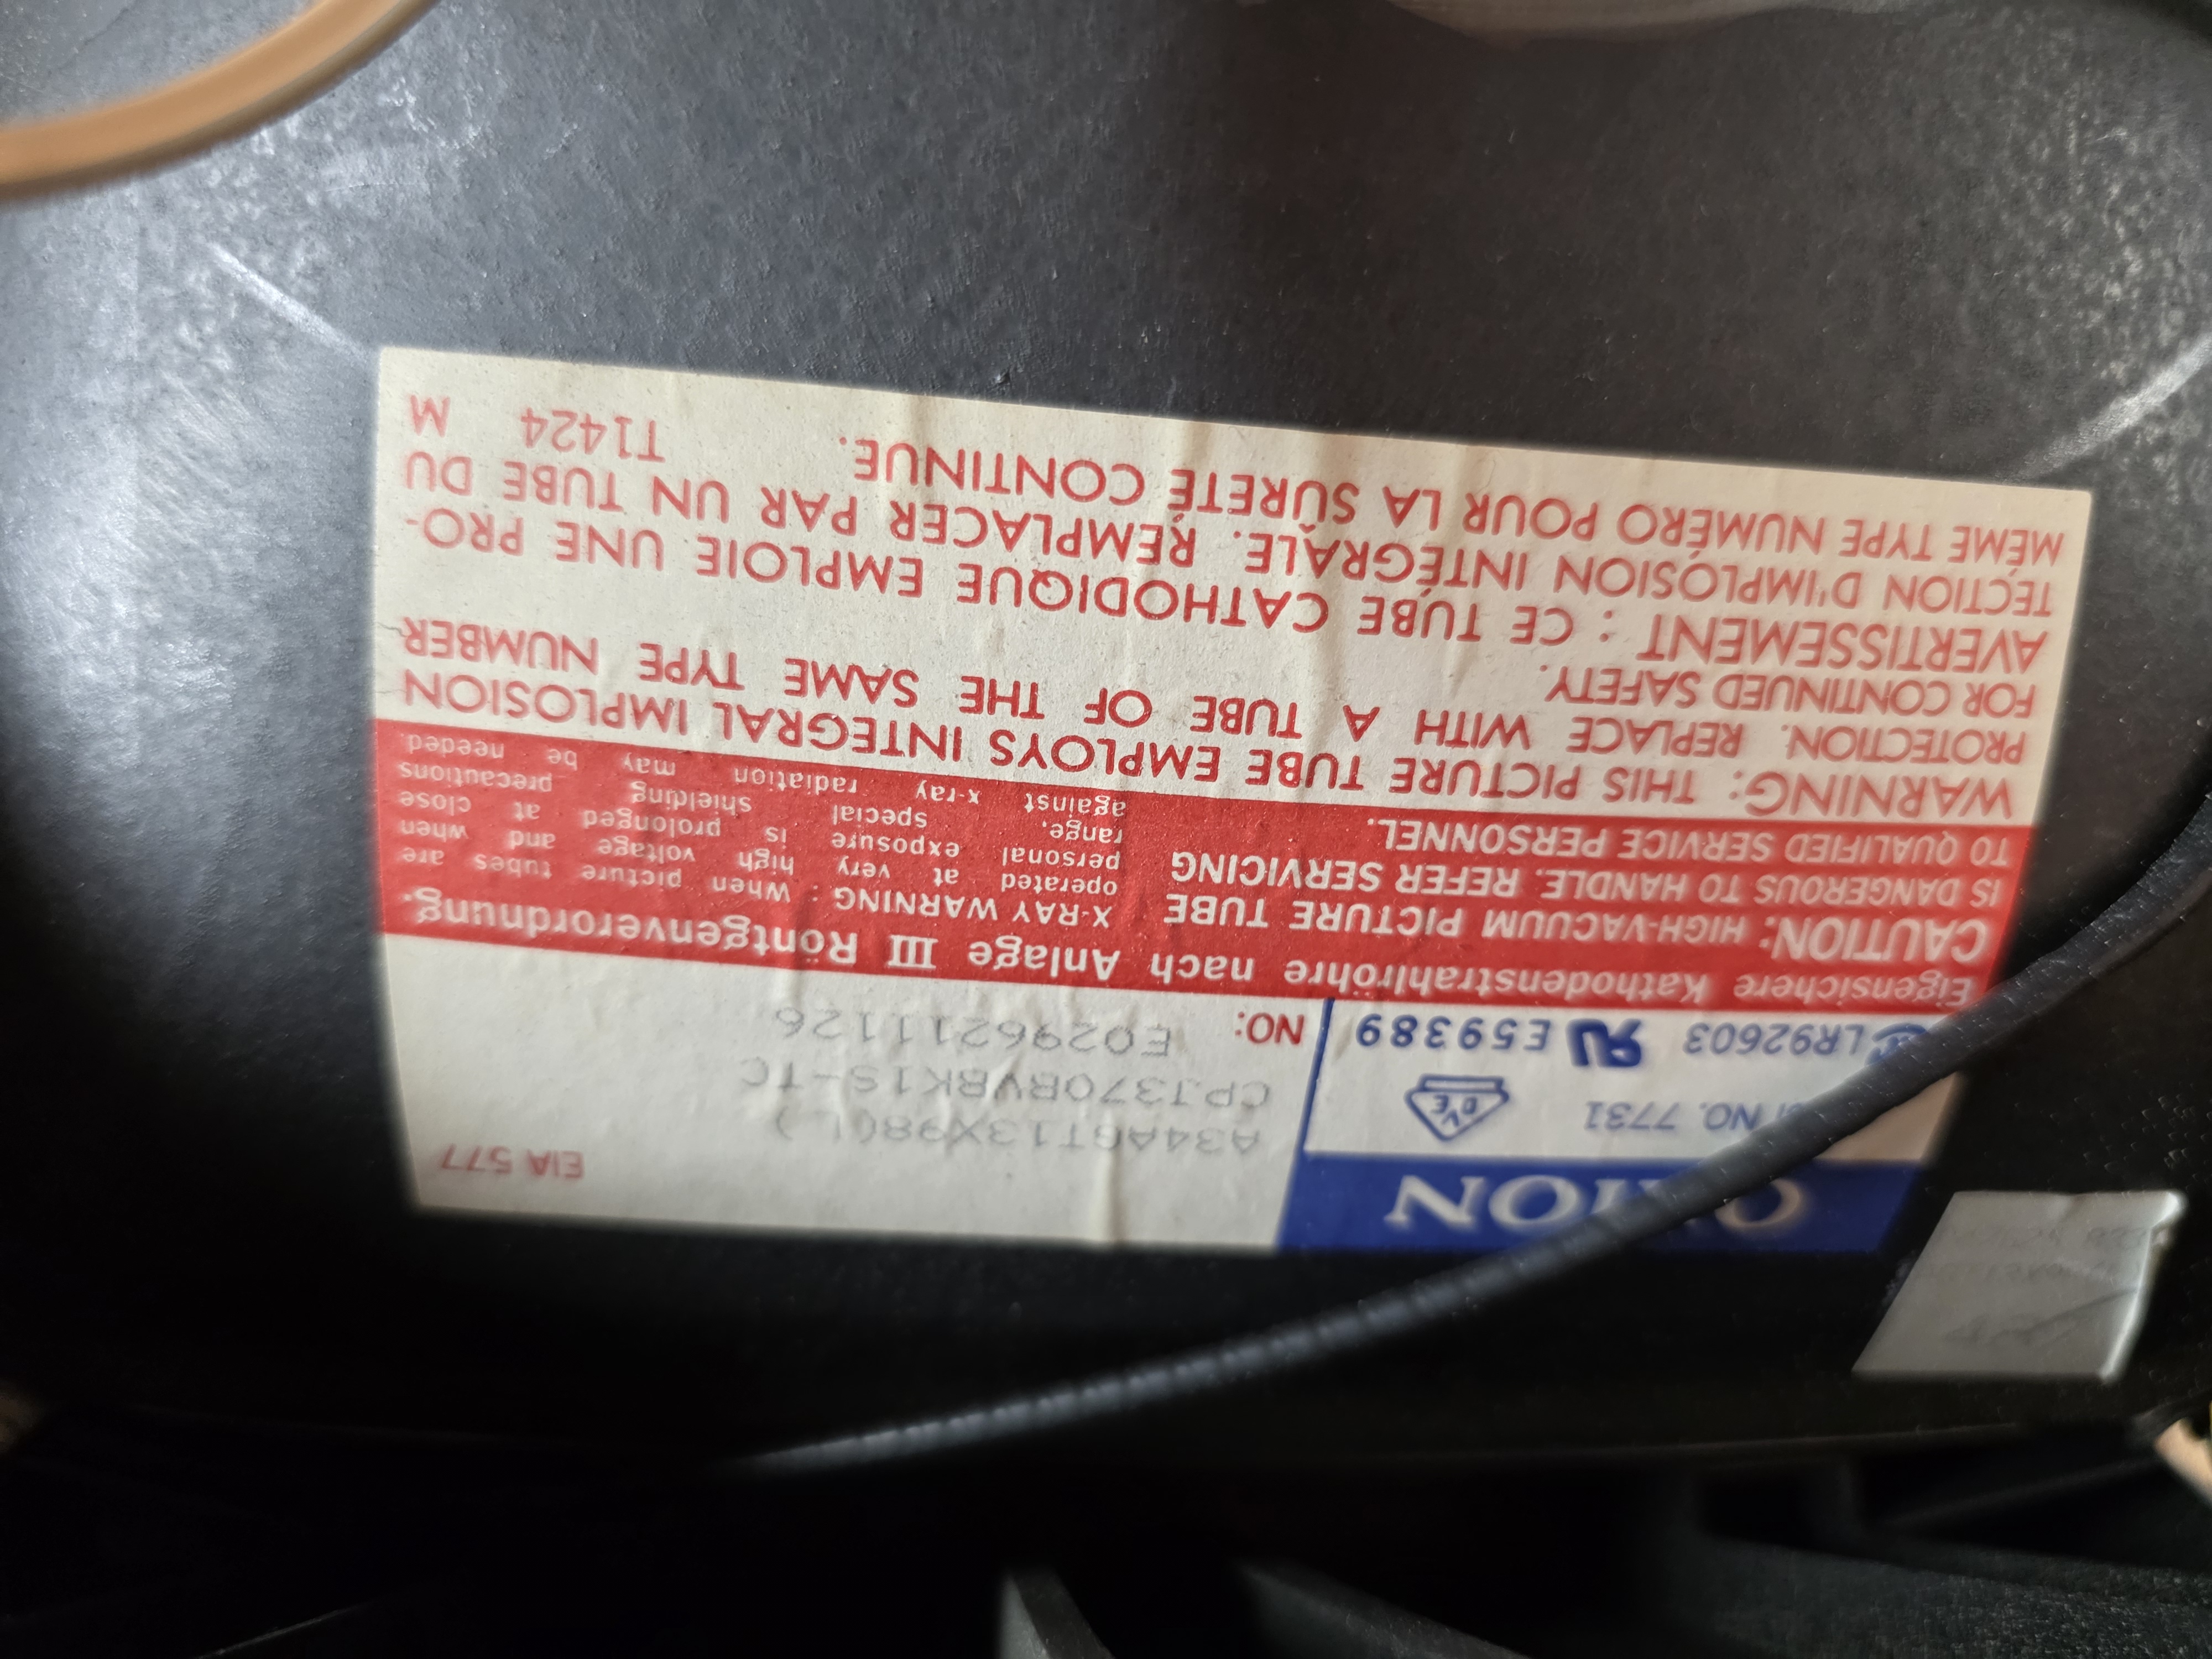 ORION
NO. 7731
DVE
LR92603 E59389
EIA 577
A34AGT13X98(L)
CPJ370BVBK1S-TC
NO: E0296211126
Eigensichere Kathodenstrahlröhre nach Anlage III Röntgenverordnung.
CAUTION: HIGH-VACUUM PICTURE TUBE
IS DANGEROUS TO HANDLE. REFER SERVICING
TO QUALIFIED SERVICE PERSONNEL.
X-RAY WARNING : When picture tubes are
operated at very high voltage and when
personal exposure is prolonged at close
range. special shielding precautions
against x-ray radiation may be needed.
WARNING: THIS PICTURE TUBE EMPLOYS INTEGRAL IMPLOSION
PROTECTION. REPLACE WITH A TUBE OF THE SAME TYPE NUMBER
FOR CONTINUED SAFETY.
AVERTISSEMENT : CE TUBE CATHODIQUE EMPLOIE UNE PRO-
TECTION D'IMPLOSION INTÉGRALE. REMPLACER PAR UN TUBE DU
MÊME TYPE NUMÉRO POUR LA SÛRETÉ CONTINUE.
T1424 M